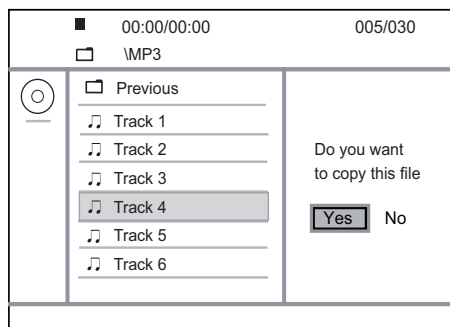 00:00/00:00 005/030
\MP3
Previous
Track 1
Track 2
Track 3
Track 4
Track 5
Track 6
Do you want
to copy this file
Yes No